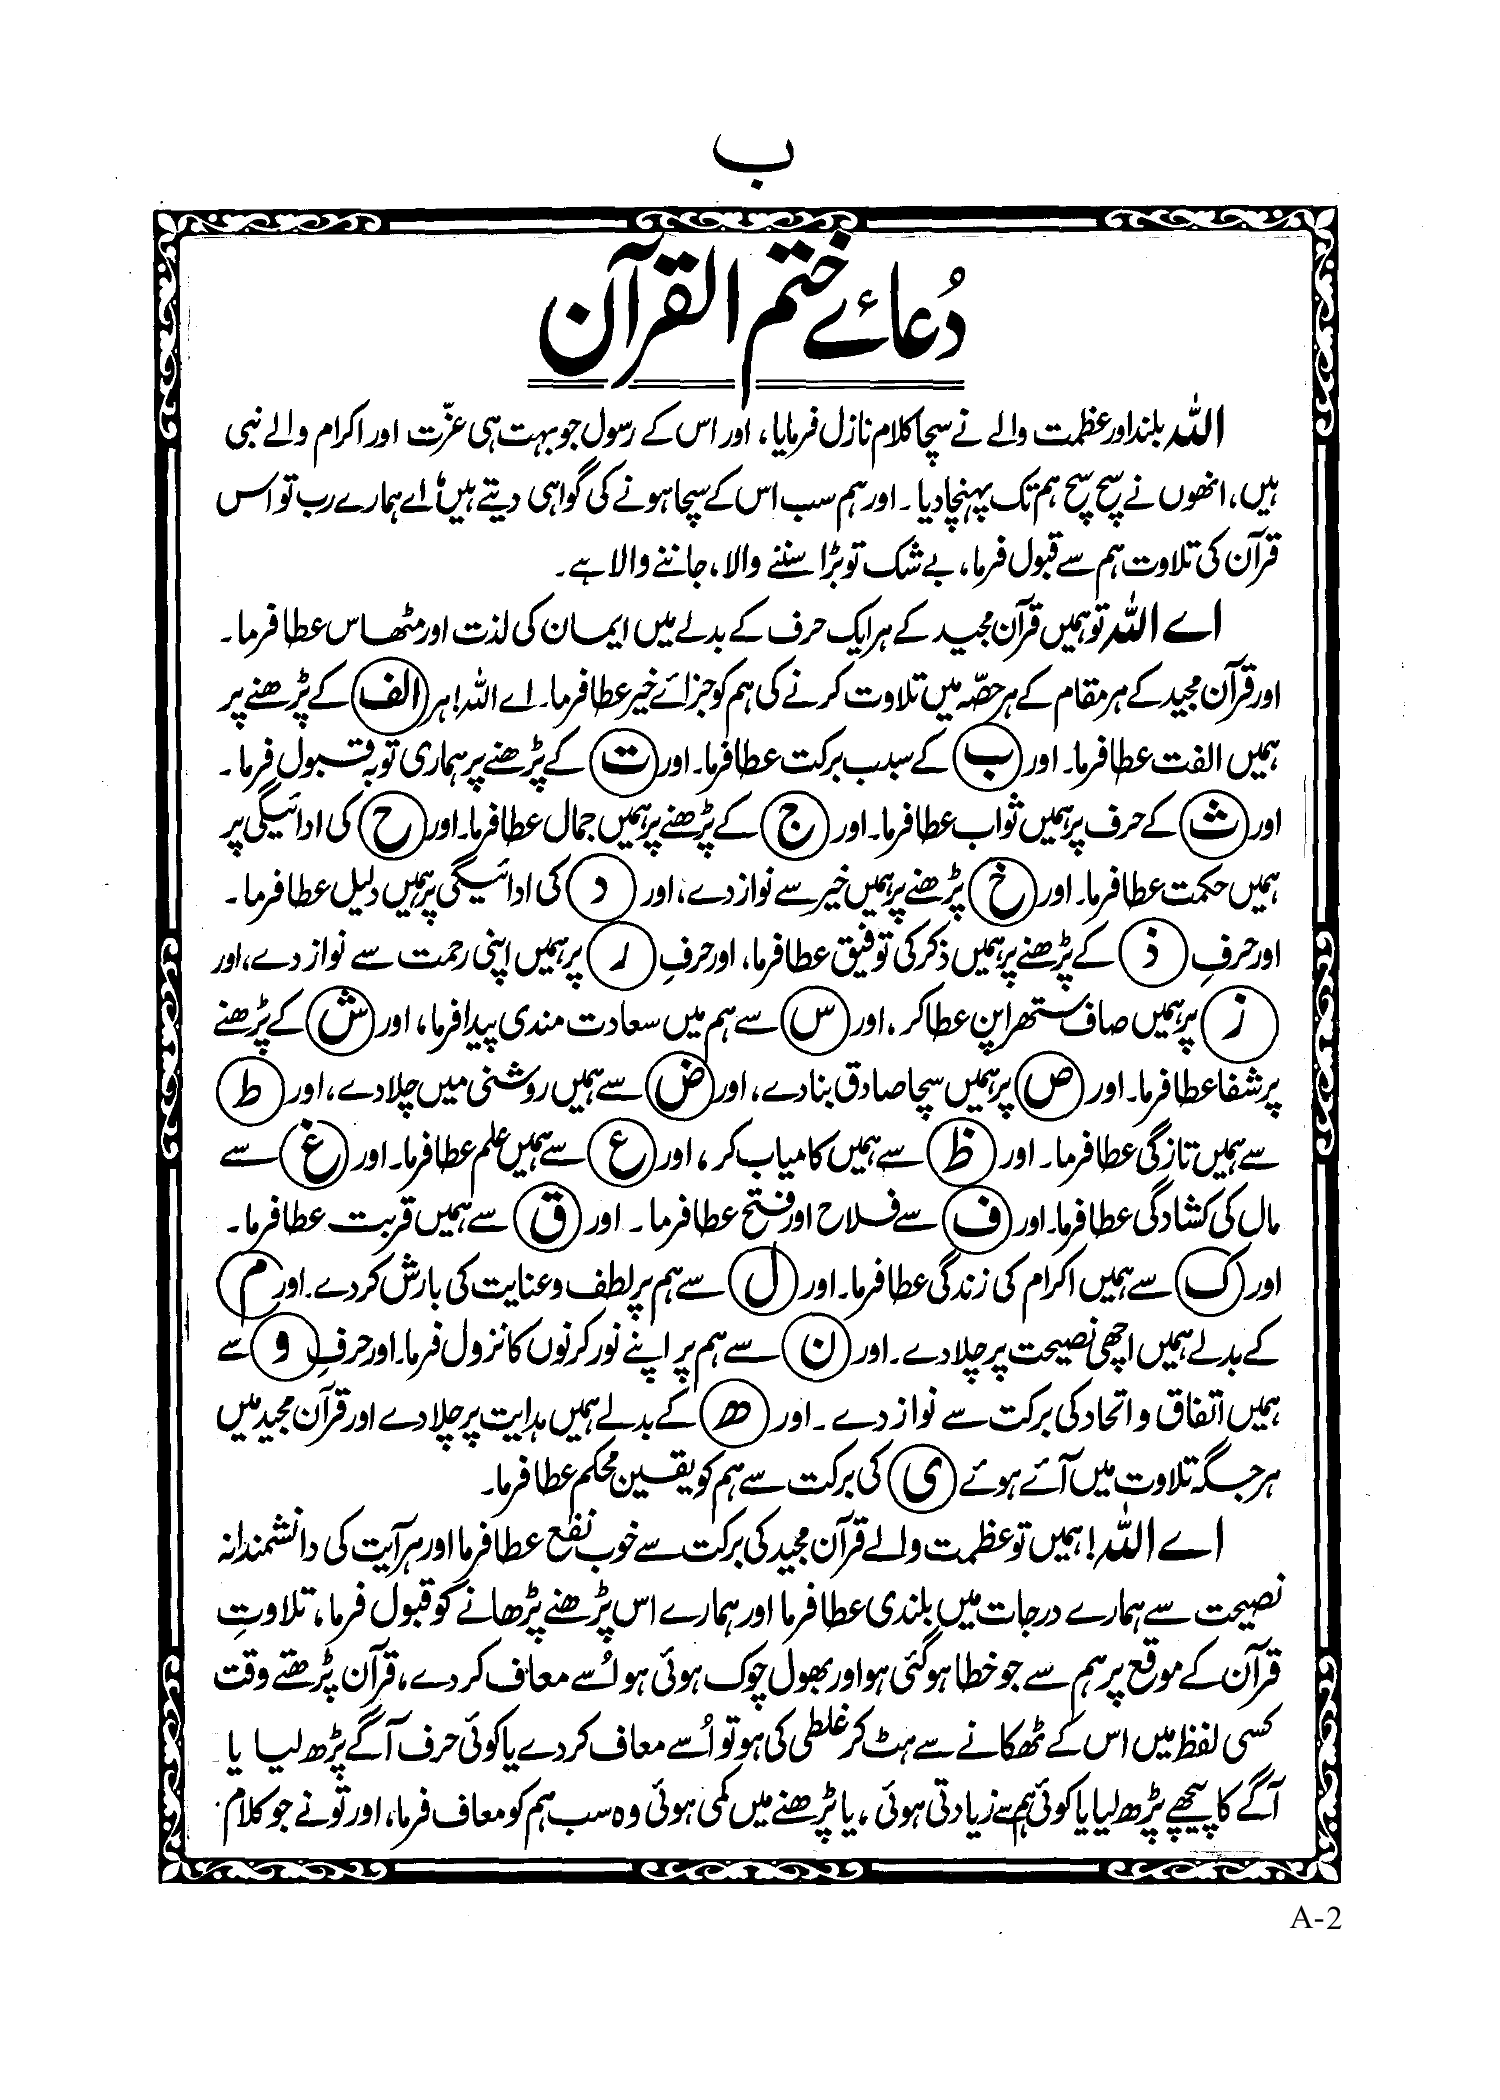 ب
دُعائے ختم القرآن
اللہ بلند اور عظمت والے نے سچا کلام نازل فرمایا، اور اس کے رسول جو بہت ہی عزّت اور اکرام والے نبی
ہیں، انھوں نے سچ سچ ہم تک پہنچا دیا۔ اور ہم سب اس کے سچا ہونے کی گواہی دیتے ہیں، اے ہمارے رب تو اس
قرآن کی تلاوت ہم سے قبول فرما، بے شک تو بڑا سننے والا، جاننے والا ہے۔
اے اللہ تو ہمیں قرآن مجید کے ہر ایک حرف کے بدلے میں ایمان کی لذت اور مٹھاس عطا فرما۔
اور قرآن مجید کے ہر مقام کے ہر حصّہ میں تلاوت کرنے کی ہم کو جزائے خیر عطا فرما۔ اے اللہ! ہر الف کے پڑھنے پر
ہمیں الفت عطا فرما۔ اور ب کے سبب برکت عطا فرما۔ اور ت کے پڑھنے پر ہماری توبہ قبول فرما۔
اور ث کے حرف پر ہمیں ثواب عطا فرما۔ اور ج کے پڑھنے پر ہمیں جمال عطا فرما۔ اور ح کی ادائیگی پر
ہمیں حکمت عطا فرما۔ اور خ پڑھنے پر ہمیں خیر سے نواز دے، اور د کی ادائیگی پر ہمیں دلیل عطا فرما۔
اور حرفِ ذ کے پڑھنے پر ہمیں ذکر کی توفیق عطا فرما، اور حرفِ ر پر ہمیں اپنی رحمت سے نواز دے، اور
ز پر ہمیں صاف ستھرا پن عطا کر، اور س سے ہم میں سعادت مندی پیدا فرما، اور ش کے پڑھنے
پر شفا عطا فرما۔ اور ص پر ہمیں سچا صادق بنا دے، اور ض سے ہمیں روشنی میں چلا دے، اور ط
سے ہمیں تازگی عطا فرما۔ اور ظ سے ہمیں کامیاب کر، اور ع سے ہمیں علم عطا فرما۔ اور غ سے
مال کی کشادگی عطا فرما۔ اور ف سے فلاح اور فتح عطا فرما۔ اور ق سے ہمیں قربت عطا فرما۔
اور ک سے ہمیں اکرام کی زندگی عطا فرما۔ اور ل سے ہم پر لطف و عنایت کی بارش کر دے۔ اور م
کے بدلے ہمیں اچھی نصیحت پر چلا دے۔ اور ن سے ہم پر اپنے نور کرنوں کا نزول فرما۔ اور حرفِ و سے
ہمیں اتفاق و اتحاد کی برکت سے نواز دے۔ اور ھ کے بدلے ہمیں ہدایت پر چلا دے اور قرآن مجید میں
ہر جگہ تلاوت میں آئے ہوئے ی کی برکت سے ہم کو یقین محکم عطا فرما۔
اے اللہ! ہمیں تو عظمت والے قرآن مجید کی برکت سے خوب نفع عطا فرما اور ہر آیت کی دانشمندانہ
نصیحت سے ہمارے درجات میں بلندی عطا فرما اور ہمارے اس پڑھنے پڑھانے کو قبول فرما، تلاوتِ
قرآن کے موقع پر ہم سے جو خطا ہو گئی ہو اور بھول چوک ہوئی ہو اُسے معاف کر دے، قرآن پڑھتے وقت
کسی لفظ میں اس کے ٹھکانے سے ہٹ کر غلطی کی ہو تو اُسے معاف کر دے یا کوئی حرف آگے پڑھ لیا یا
آگے کا پیچھے پڑھ لیا یا کوئی ہم سے زیادتی ہوئی، یا پڑھنے میں کمی ہوئی وہ سب ہم کو معاف فرما، اور تونے جو کلام
A-2